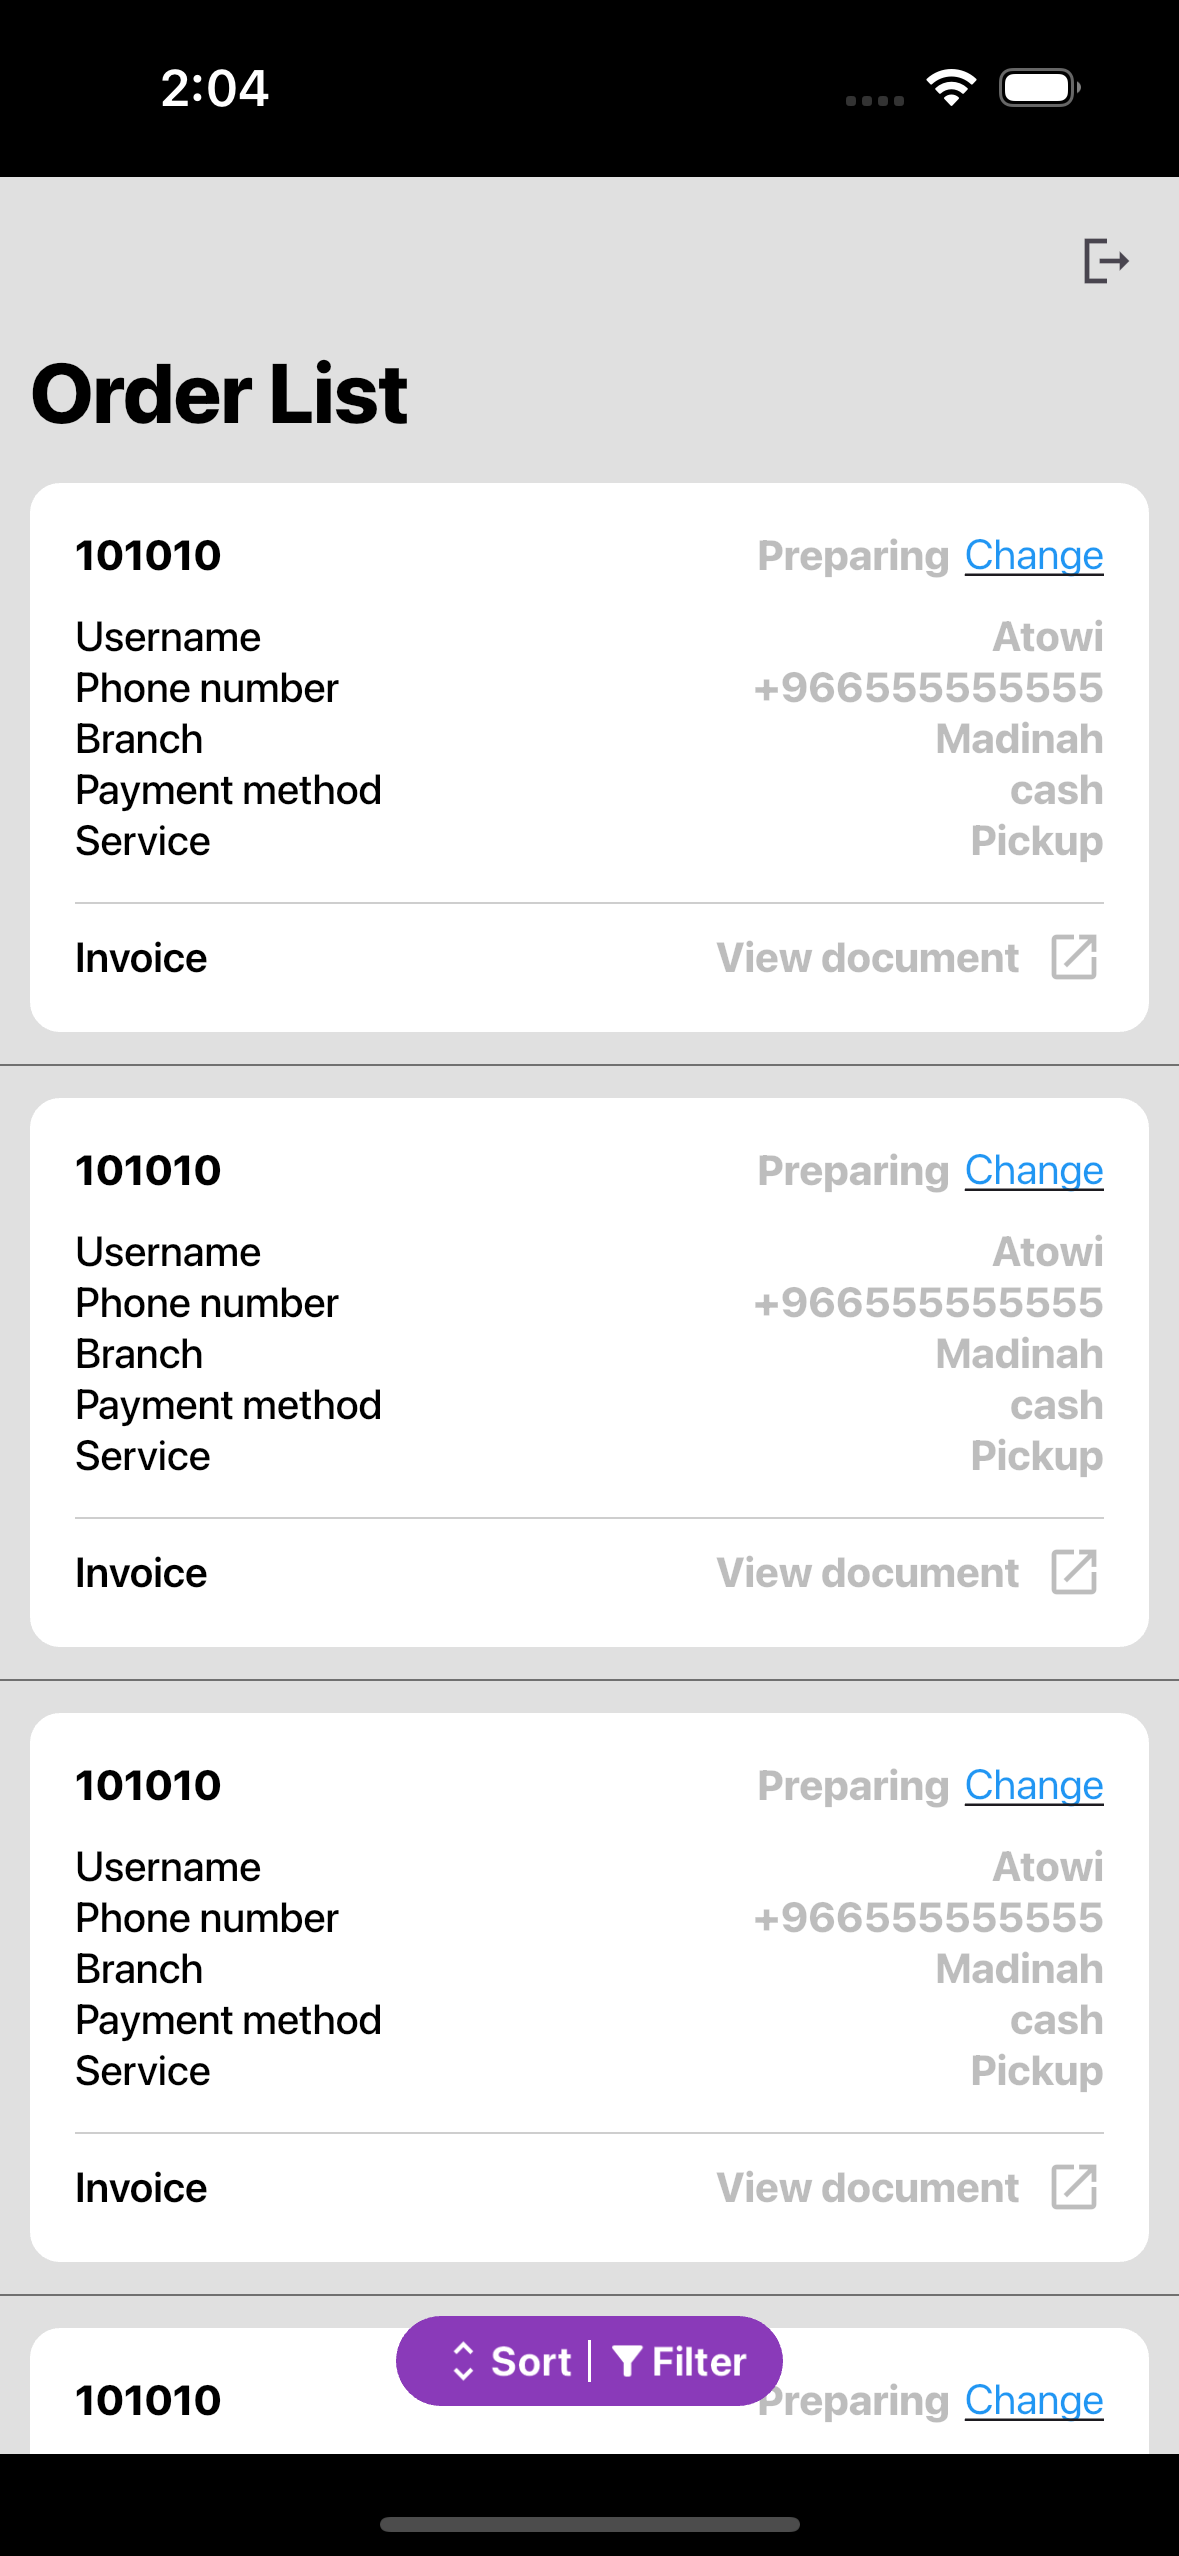 2:04
Order List
101010 Preparing Change
Username Atowi
Phone number +966555555555
Branch Madinah
Payment method cash
Service Pickup
Invoice View document
101010 Preparing Change
Username Atowi
Phone number +966555555555
Branch Madinah
Payment method cash
Service Pickup
Invoice View document
101010 Preparing Change
Username Atowi
Phone number +966555555555
Branch Madinah
Payment method cash
Service Pickup
Invoice View document
Sort Filter
101010 Preparing Change